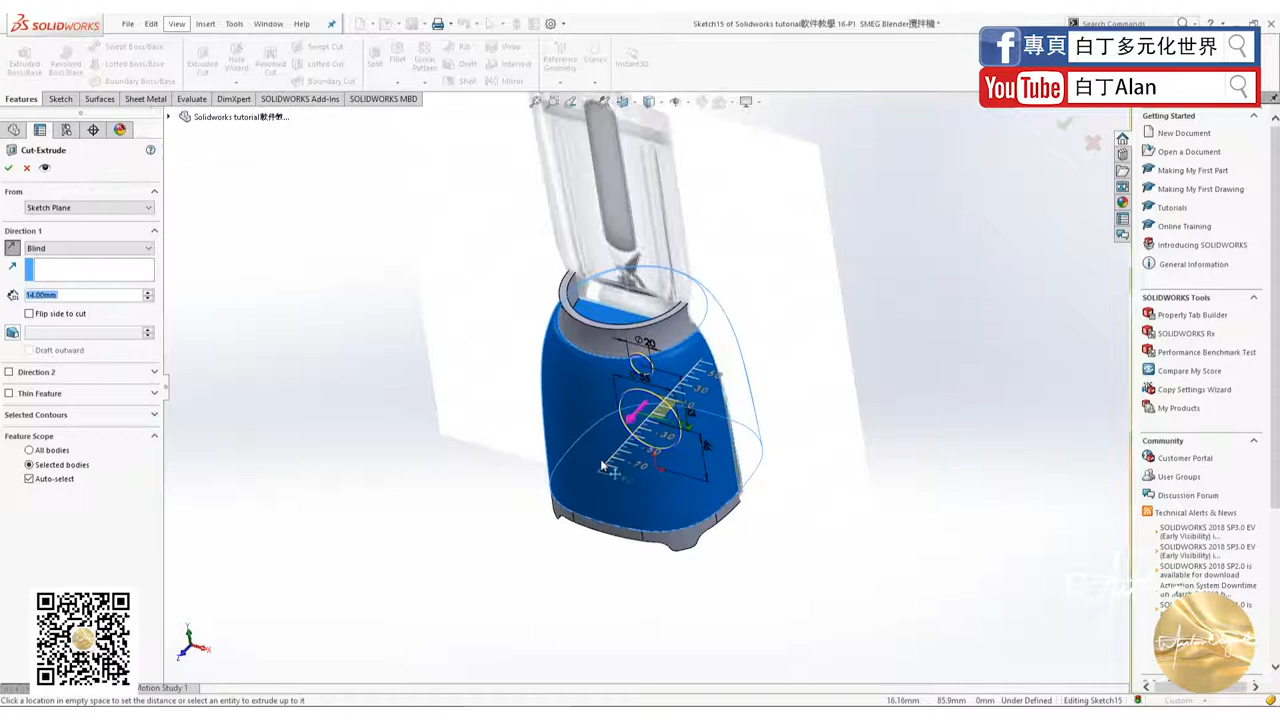 SOLIDWORKS
File
Edit
View
Insert
Tools
Window
Help
Sketch15 of Solidworks tutorial軟件教學 16-P1 SMEG Blender攪拌機 *
Search Commands
專頁 白丁多元化世界
YouTube 白丁Alan
Extruded Boss/Base
Revolved Boss/Base
Swept Boss/Base
Lofted Boss/Base
Boundary Boss/Base
Extruded Cut
Hole Wizard
Revolved Cut
Swept Cut
Lofted Cut
Boundary Cut
Split
Fillet
Linear Pattern
Rib
Draft
Shell
Wrap
Intersect
Mirror
Reference Geometry
Curves
Instant3D
Features
Sketch
Surfaces
Sheet Metal
Evaluate
DimXpert
SOLIDWORKS Add-Ins
SOLIDWORKS MBD
Solidworks tutorial軟件教...
Cut-Extrude
From
Sketch Plane
Direction 1
Blind
14.00mm
Flip side to cut
Draft outward
Direction 2
Thin Feature
Selected Contours
Feature Scope
All bodies
Selected bodies
Auto-select
Getting Started
New Document
Open a Document
Making My First Part
Making My First Drawing
Tutorials
Online Training
Introducing SOLIDWORKS
General Information
SOLIDWORKS Tools
Property Tab Builder
SOLIDWORKS Rx
Performance Benchmark Test
Compare My Score
Copy Settings Wizard
My Products
Community
Customer Portal
User Groups
Discussion Forum
Technical Alerts & News
SOLIDWORKS 2018 SP3.0 EV
(Early Visibility) i...
SOLIDWORKS 2018 SP3.0 EV
(Early Visibility) i...
SOLIDWORKS 2018 SP2.0 is
available for download
Activation System Downtime
Ø20
50
30
30
50
70
90
Motion Study 1
Click a location in empty space to set the distance or select an entity to extrude up to it
16.16mm
85.9mm
0mm
Under Defined
Editing Sketch15
Custom